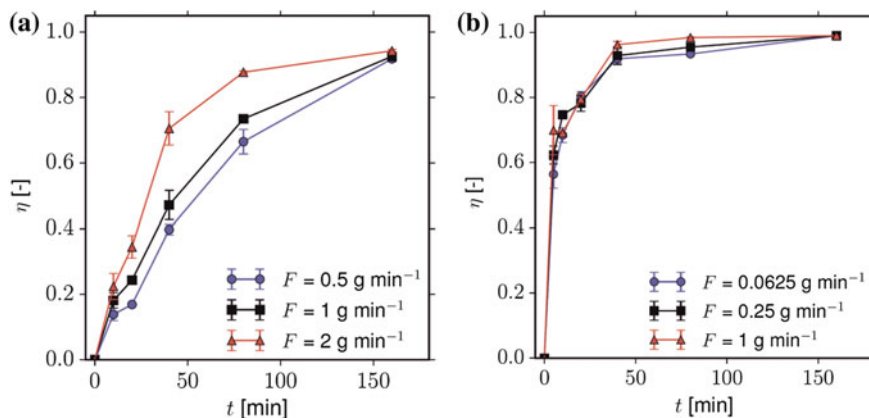 (a)
1.0
0.8
0.6
0.4
0.2
0.0
η [-]
0
50
100
150
t [min]
F = 0.5 g min⁻¹
F = 1 g min⁻¹
F = 2 g min⁻¹
(b)
1.0
0.8
0.6
0.4
0.2
0.0
η [-]
0
50
100
150
t [min]
F = 0.0625 g min⁻¹
F = 0.25 g min⁻¹
F = 1 g min⁻¹